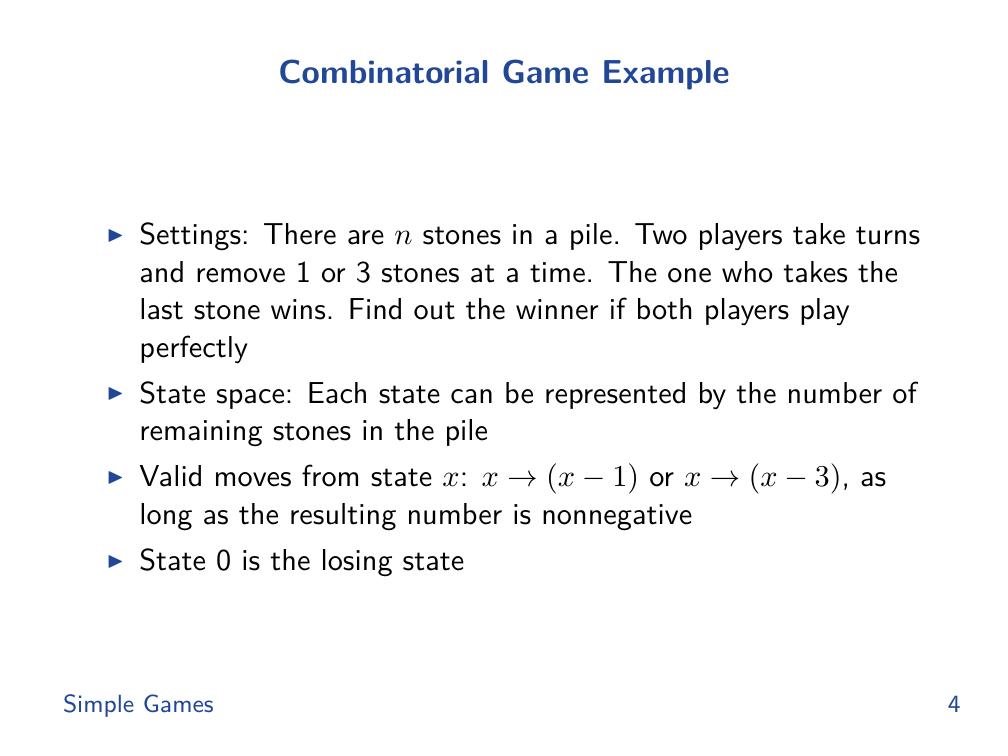 Combinatorial Game Example
▶ Settings: There are n stones in a pile. Two players take turns
and remove 1 or 3 stones at a time. The one who takes the
last stone wins. Find out the winner if both players play
perfectly
▶ State space: Each state can be represented by the number of
remaining stones in the pile
▶ Valid moves from state x: x → (x − 1) or x → (x − 3), as
long as the resulting number is nonnegative
▶ State 0 is the losing state
Simple Games 4